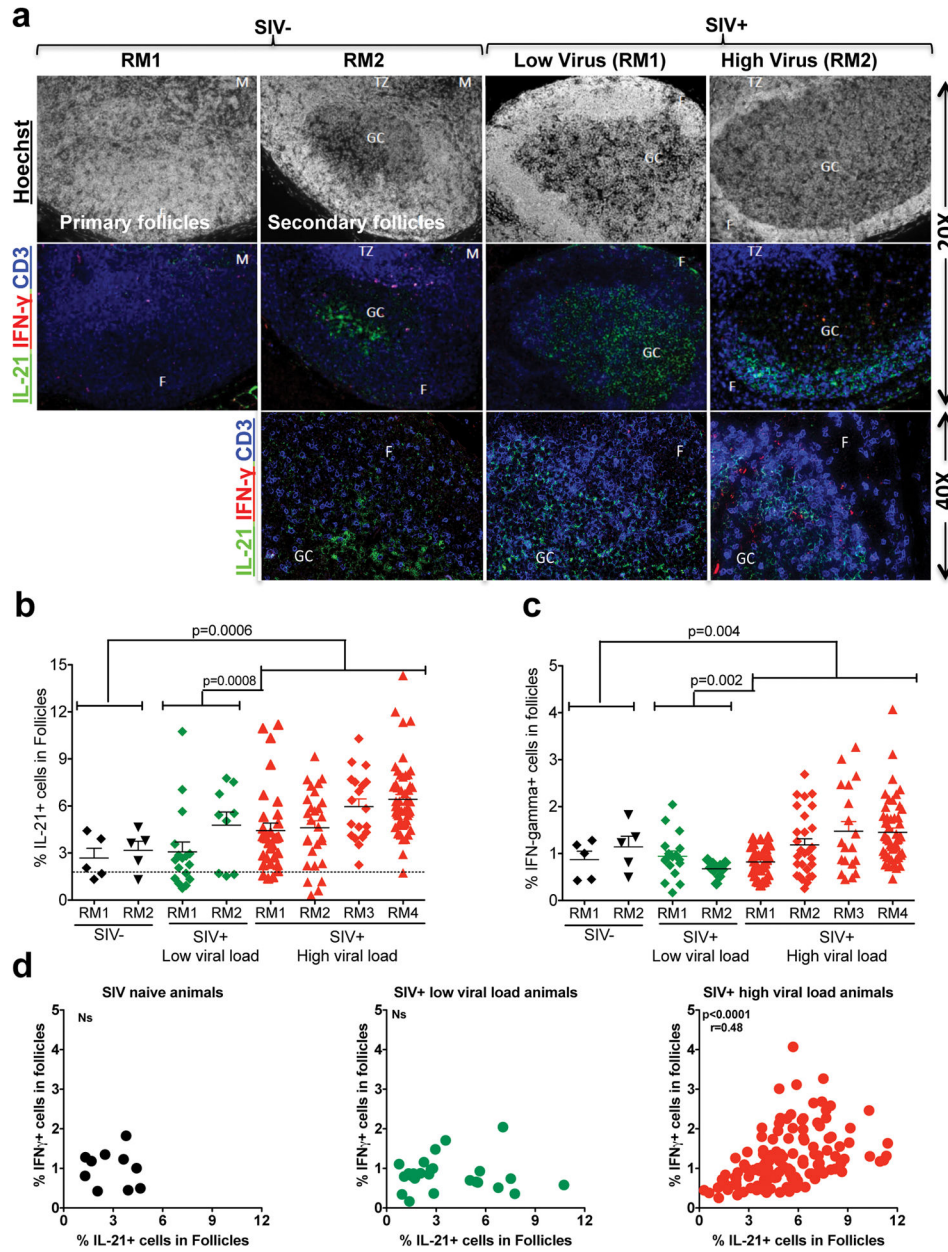 a
SIV-
SIV+
RM1
RM2
Low Virus (RM1)
High Virus (RM2)
Hoechst
M
Primary follicles
TZ
M
GC
Secondary follicles
GC
TZ
GC
F
20X
IL-21 IFN-γ CD3
M
F
TZ
GC
F
F
GC
TZ
GC
F
IL-21 IFN-γ CD3
F
GC
F
GC
F
GC
40X
b
p=0.0006
p=0.0008
% IL-21+ cells in Follicles
15
12
9
6
3
0
RM1 RM2 RM1 RM2 RM1 RM2 RM3 RM4
SIV-
SIV+
Low viral load
SIV+
High viral load
c
p=0.004
p=0.002
% IFN-gamma+ cells in follicles
5
4
3
2
1
0
RM1 RM2 RM1 RM2 RM1 RM2 RM3 RM4
SIV-
SIV+
Low viral load
SIV+
High viral load
d
SIV naive animals
Ns
% IFNγ+ cells in follicles
5
4
3
2
1
0
0 3 6 9 12
% IL-21+ cells in Follicles
SIV+ low viral load animals
Ns
% IFNγ+ cells in follicles
5
4
3
2
1
0
0 3 6 9 12
% IL-21+ cells in Follicles
SIV+ high viral load animals
p<0.0001
r=0.48
% IFNγ+ cells in follicles
5
4
3
2
1
0
0 3 6 9 12
% IL-21+ cells in Follicles